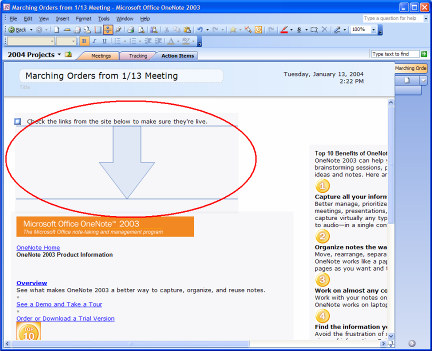 Marching Orders from 1/13 Meeting - Microsoft Office OneNote 2003
File Edit View Insert Format Tools Window Help
Type a question for help
Back
100%
2004 Projects
Meetings
Tracking
Action Items
Type text to find
Marching Orders from 1/13 Meeting
Title
Tuesday, January 13, 2004
2:22 PM
Marching Orde
Check the links from the site below to make sure they're live.
Microsoft Office OneNote™ 2003
The Microsoft note-taking and management program
OneNote Home
OneNote 2003 Product Information
Overview
See what makes OneNote 2003 a better way to capture, organize, and reuse notes.
See a Demo and Take a Tour
Order or Download a Trial Version
10
Top 10 Benefits of OneNot
OneNote 2003 can help y
brainstorming sessions, p
ideas and notes. Here ar
1
Capture all your inform
Better manage, prioritize
meetings, presentations,
capture virtually any typ
to audio—in a single con
2
Organize notes the wa
Move, rearrange, separat
OneNote works like a pa
pages as you want and t
3
Work on almost any co
Work with your notes on
OneNote works on laptop
4
Find the information yo
Avoid the frustration of